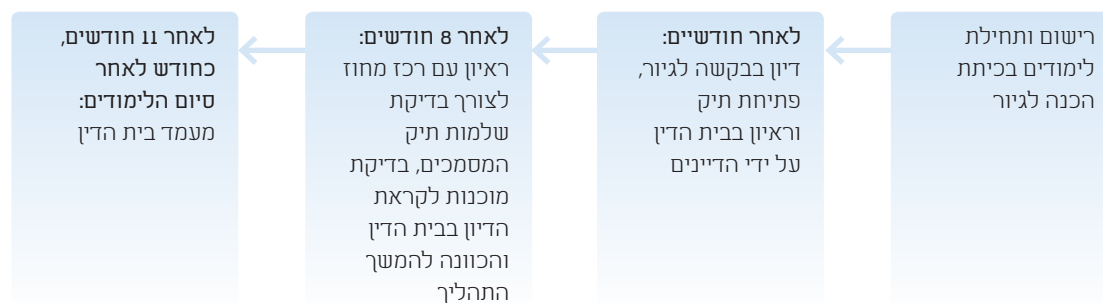 רישום ותחילת
לימודים בכיתת
הכנה לגיור
לאחר חודשיים:
דיון בבקשה לגיור,
פתיחת תיק
וראיון בבית הדין
על ידי הדיינים
לאחר 8 חודשים:
ראיון עם רכז מחוז
לצורך בדיקת
שלמות תיק
המסמכים, בדיקת
מוכנות לקראת
הדיון בבית הדין
והכוונה להמשך
התהליך
לאחר 11 חודשים,
כחודש לאחר
סיום הלימודים:
מעמד בית הדין